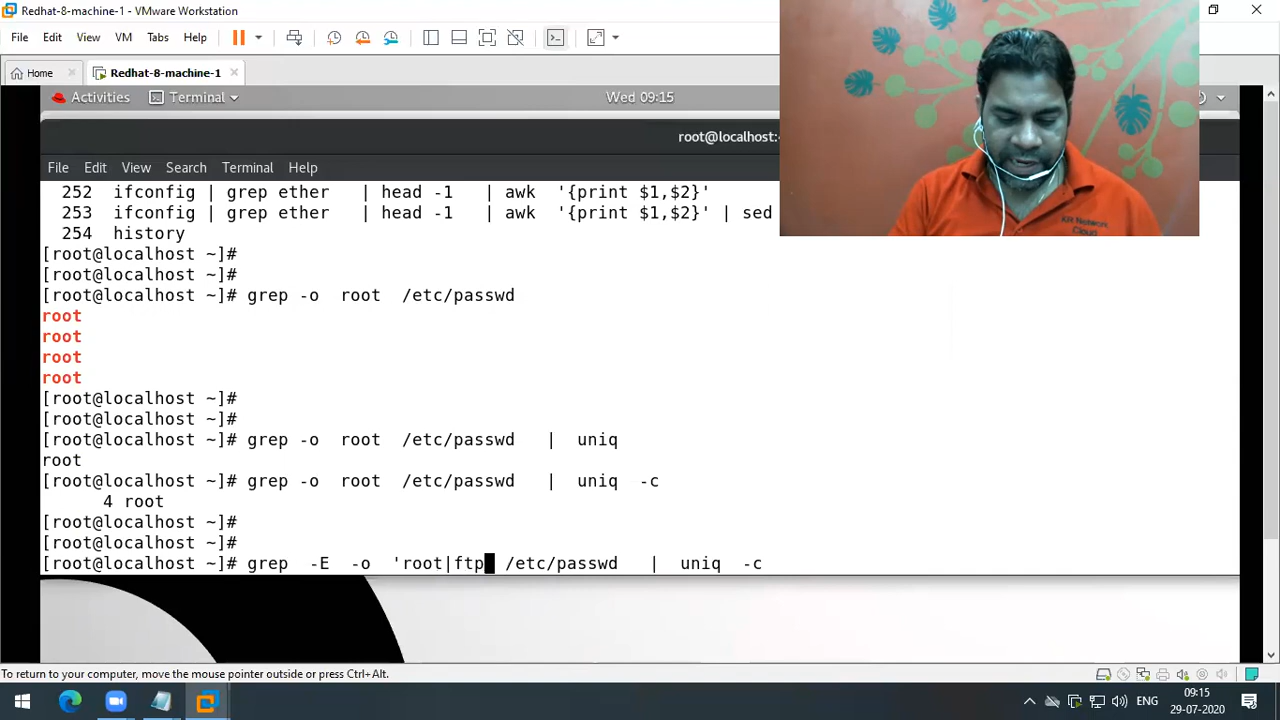 Redhat-8-machine-1 - VMware Workstation
File Edit View VM Tabs Help
Home Redhat-8-machine-1
Activities Terminal Wed 09:15
root@localhost:
File Edit View Search Terminal Help
252 ifconfig | grep ether | head -1 | awk '{print $1,$2}'
253 ifconfig | grep ether | head -1 | awk '{print $1,$2}' | sed
254 history
[root@localhost ~]#
[root@localhost ~]#
[root@localhost ~]# grep -o root /etc/passwd
root
root
root
root
[root@localhost ~]#
[root@localhost ~]#
[root@localhost ~]# grep -o root /etc/passwd | uniq
root
[root@localhost ~]# grep -o root /etc/passwd | uniq -c
4 root
[root@localhost ~]#
[root@localhost ~]#
[root@localhost ~]# grep -E -o 'root|ftp /etc/passwd | uniq -c
Network
Cloud
To return to your computer, move the mouse pointer outside or press Ctrl+Alt.
ENG
09:15
29-07-2020